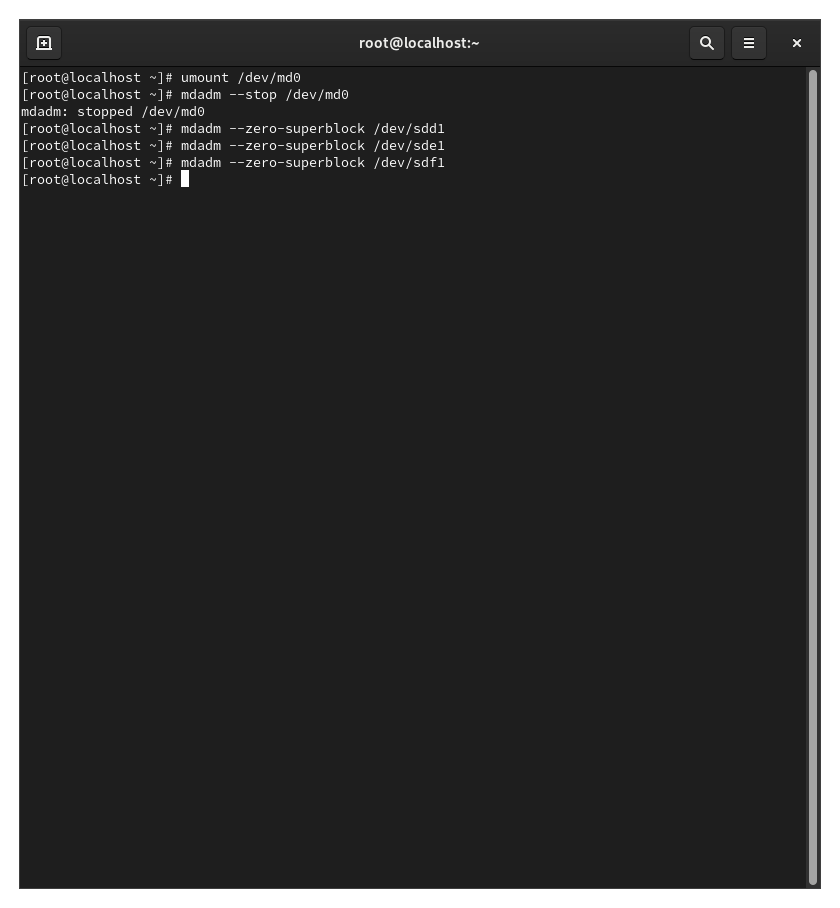 root@localhost:~
[root@localhost ~]# umount /dev/md0
[root@localhost ~]# mdadm --stop /dev/md0
mdadm: stopped /dev/md0
[root@localhost ~]# mdadm --zero-superblock /dev/sdd1
[root@localhost ~]# mdadm --zero-superblock /dev/sde1
[root@localhost ~]# mdadm --zero-superblock /dev/sdf1
[root@localhost ~]#